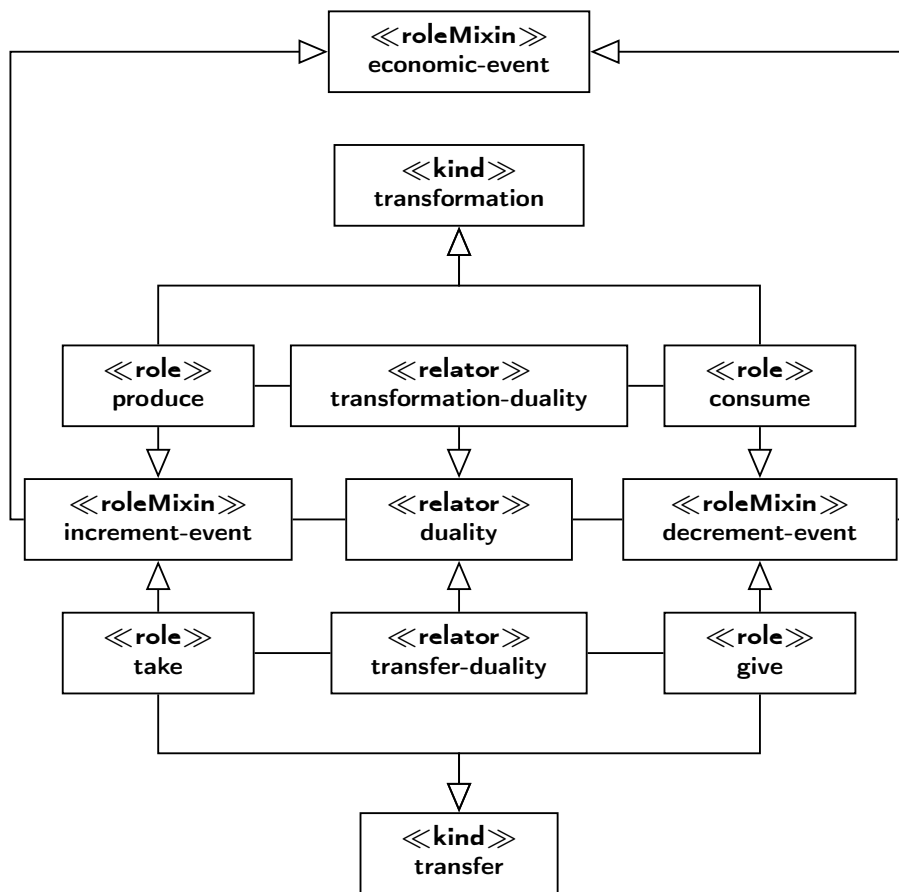 ≪roleMixin≫
economic-event
≪kind≫
transformation
≪role≫
produce
≪relator≫
transformation-duality
≪role≫
consume
≪roleMixin≫
increment-event
≪relator≫
duality
≪roleMixin≫
decrement-event
≪role≫
take
≪relator≫
transfer-duality
≪role≫
give
≪kind≫
transfer